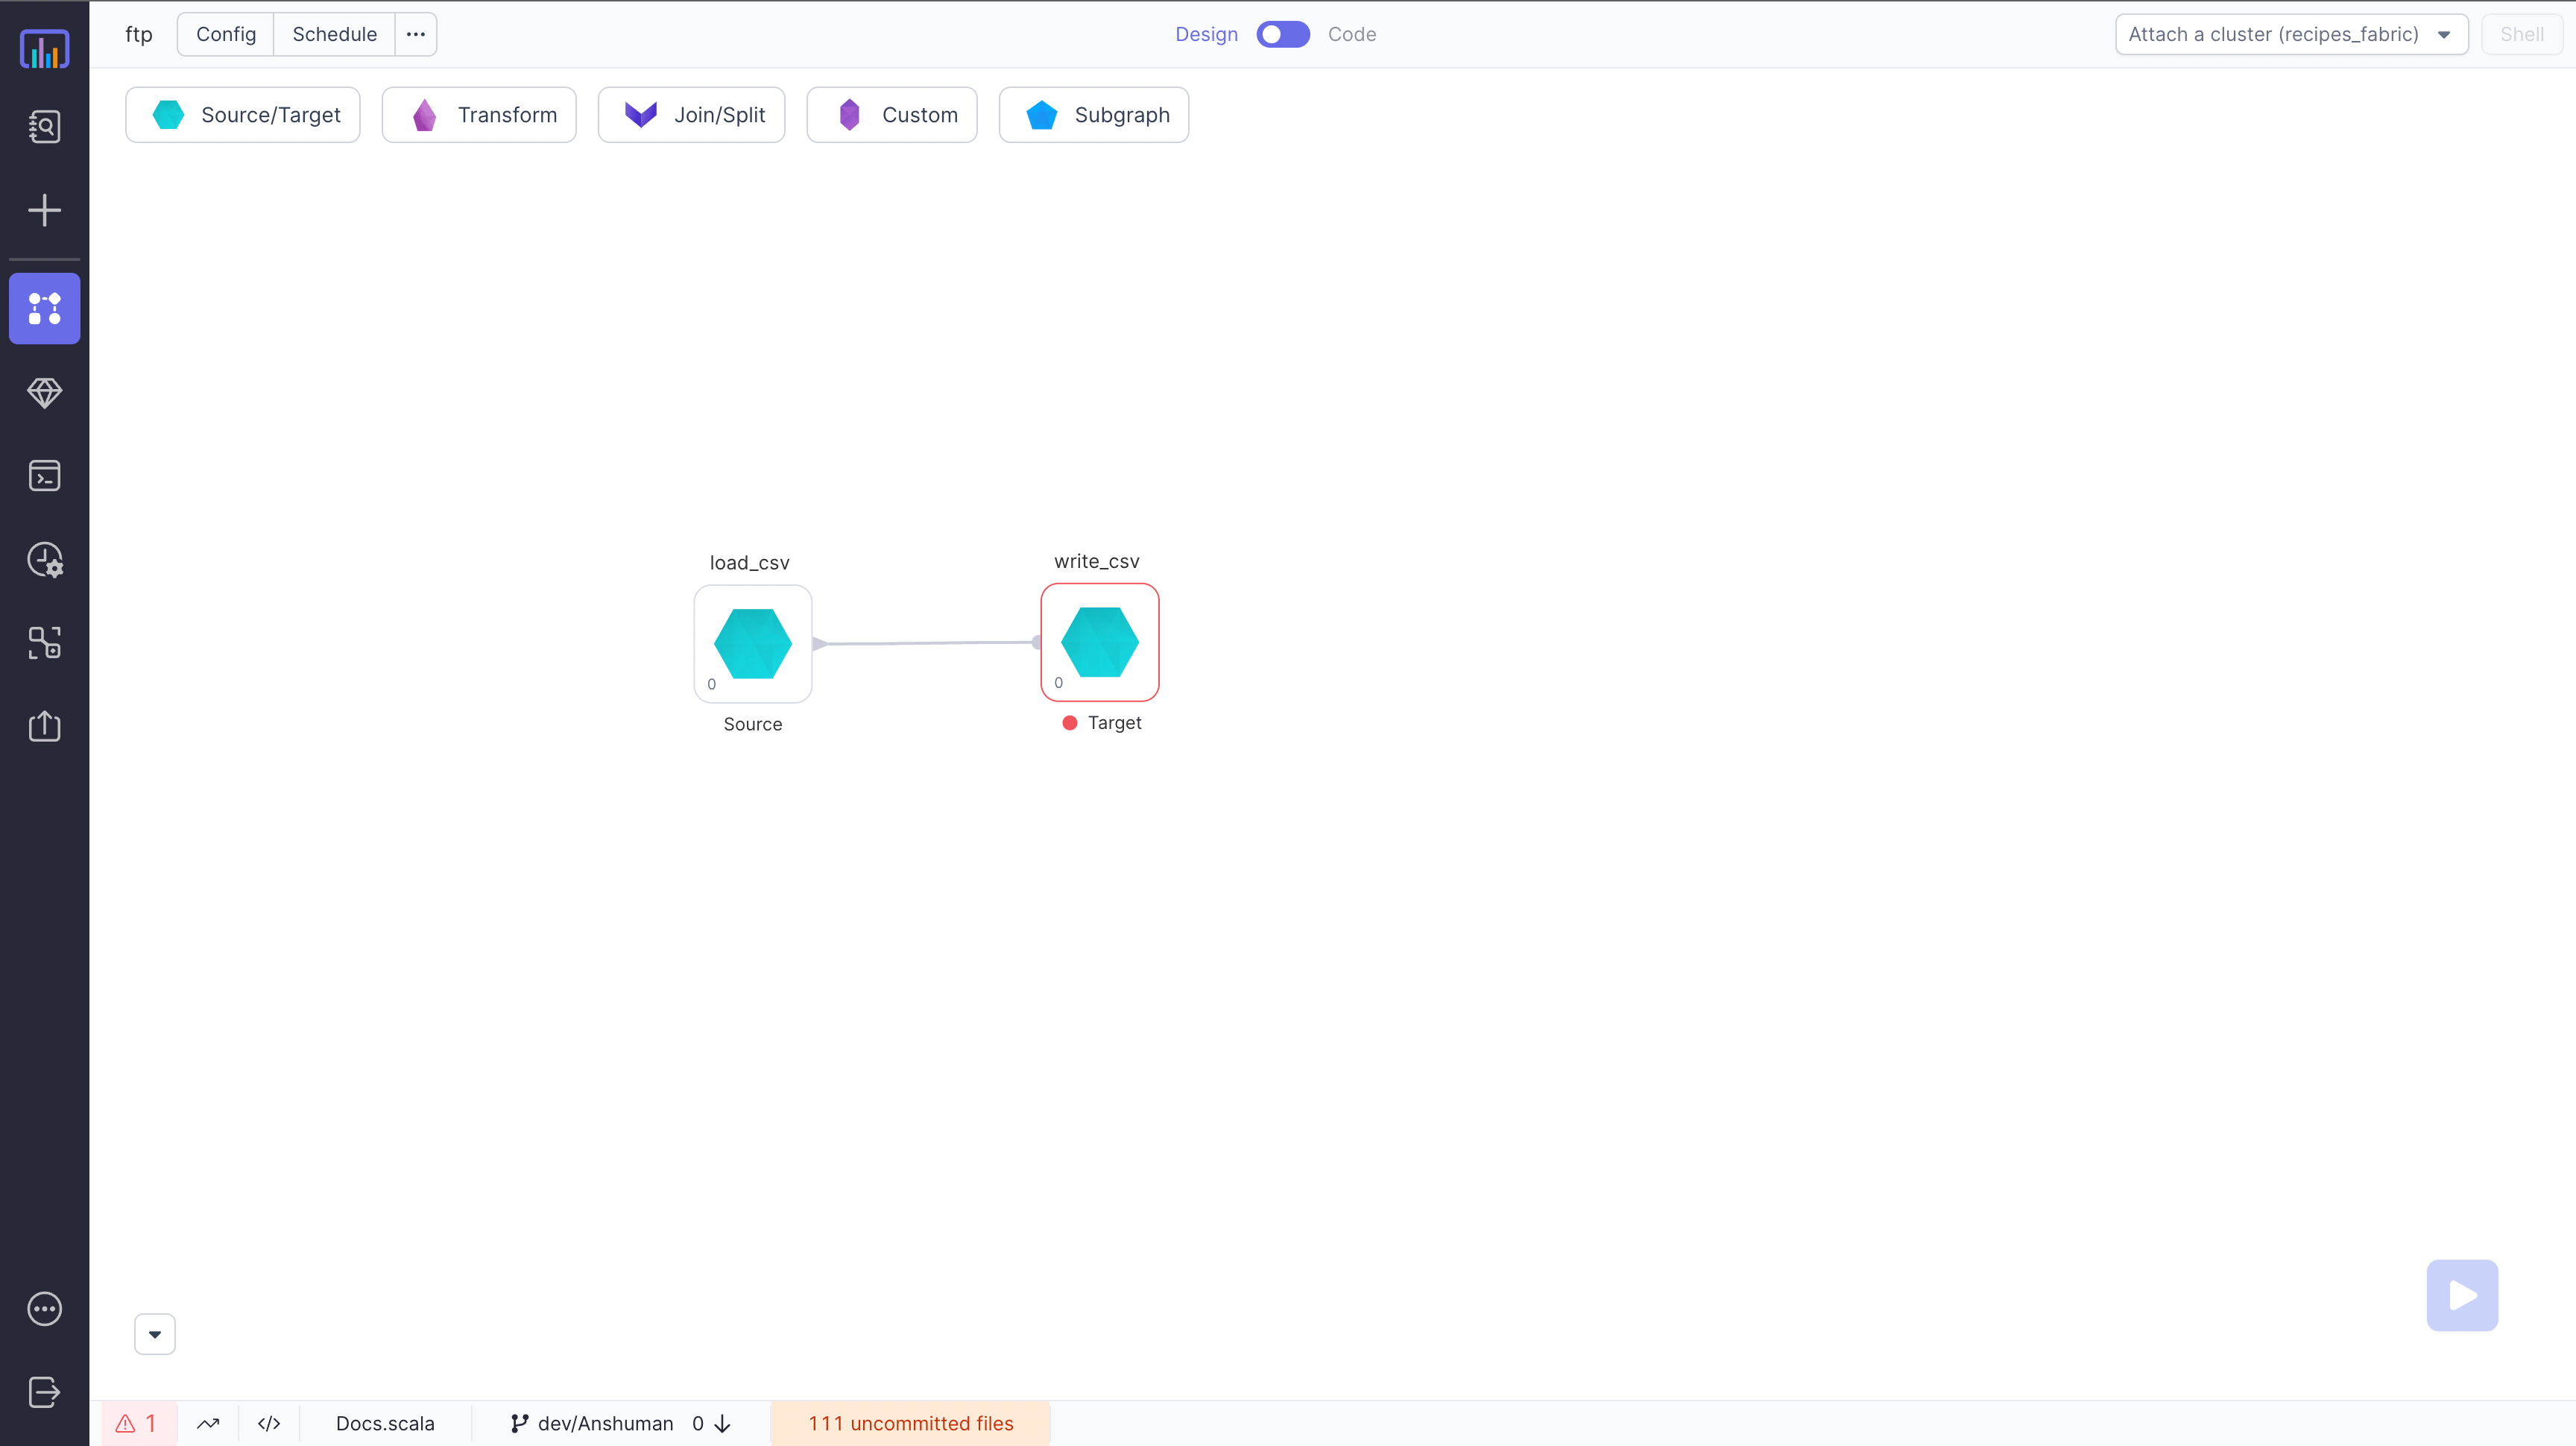 ftp Config Schedule ... Design Code Attach a cluster (recipes_fabric) Shell
Source/Target Transform Join/Split Custom Subgraph
load_csv write_csv
0 0
Source Target
1 </> Docs.scala dev/Anshuman 0 111 uncommitted files